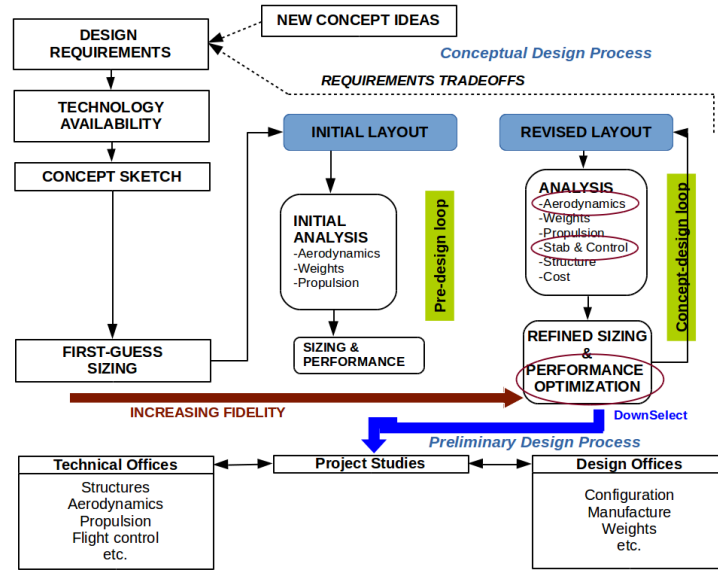 NEW CONCEPT IDEAS
DESIGN
REQUIREMENTS
Conceptual Design Process
REQUIREMENTS TRADEOFFS
TECHNOLOGY
AVAILABILITY
INITIAL LAYOUT
REVISED LAYOUT
CONCEPT SKETCH
INITIAL
ANALYSIS
-Aerodynamics
-Weights
-Propulsion
Pre-design loop
ANALYSIS
-Aerodynamics
-Weights
-Propulsion
-Stab & Control
-Structure
-Cost
Concept-design loop
FIRST-GUESS
SIZING
SIZING &
PERFORMANCE
REFINED SIZING
&
PERFORMANCE
OPTIMIZATION
INCREASING FIDELITY
DownSelect
Preliminary Design Process
Technical Offices
Structures
Aerodynamics
Propulsion
Flight control
etc.
Project Studies
Design Offices
Configuration
Manufacture
Weights
etc.